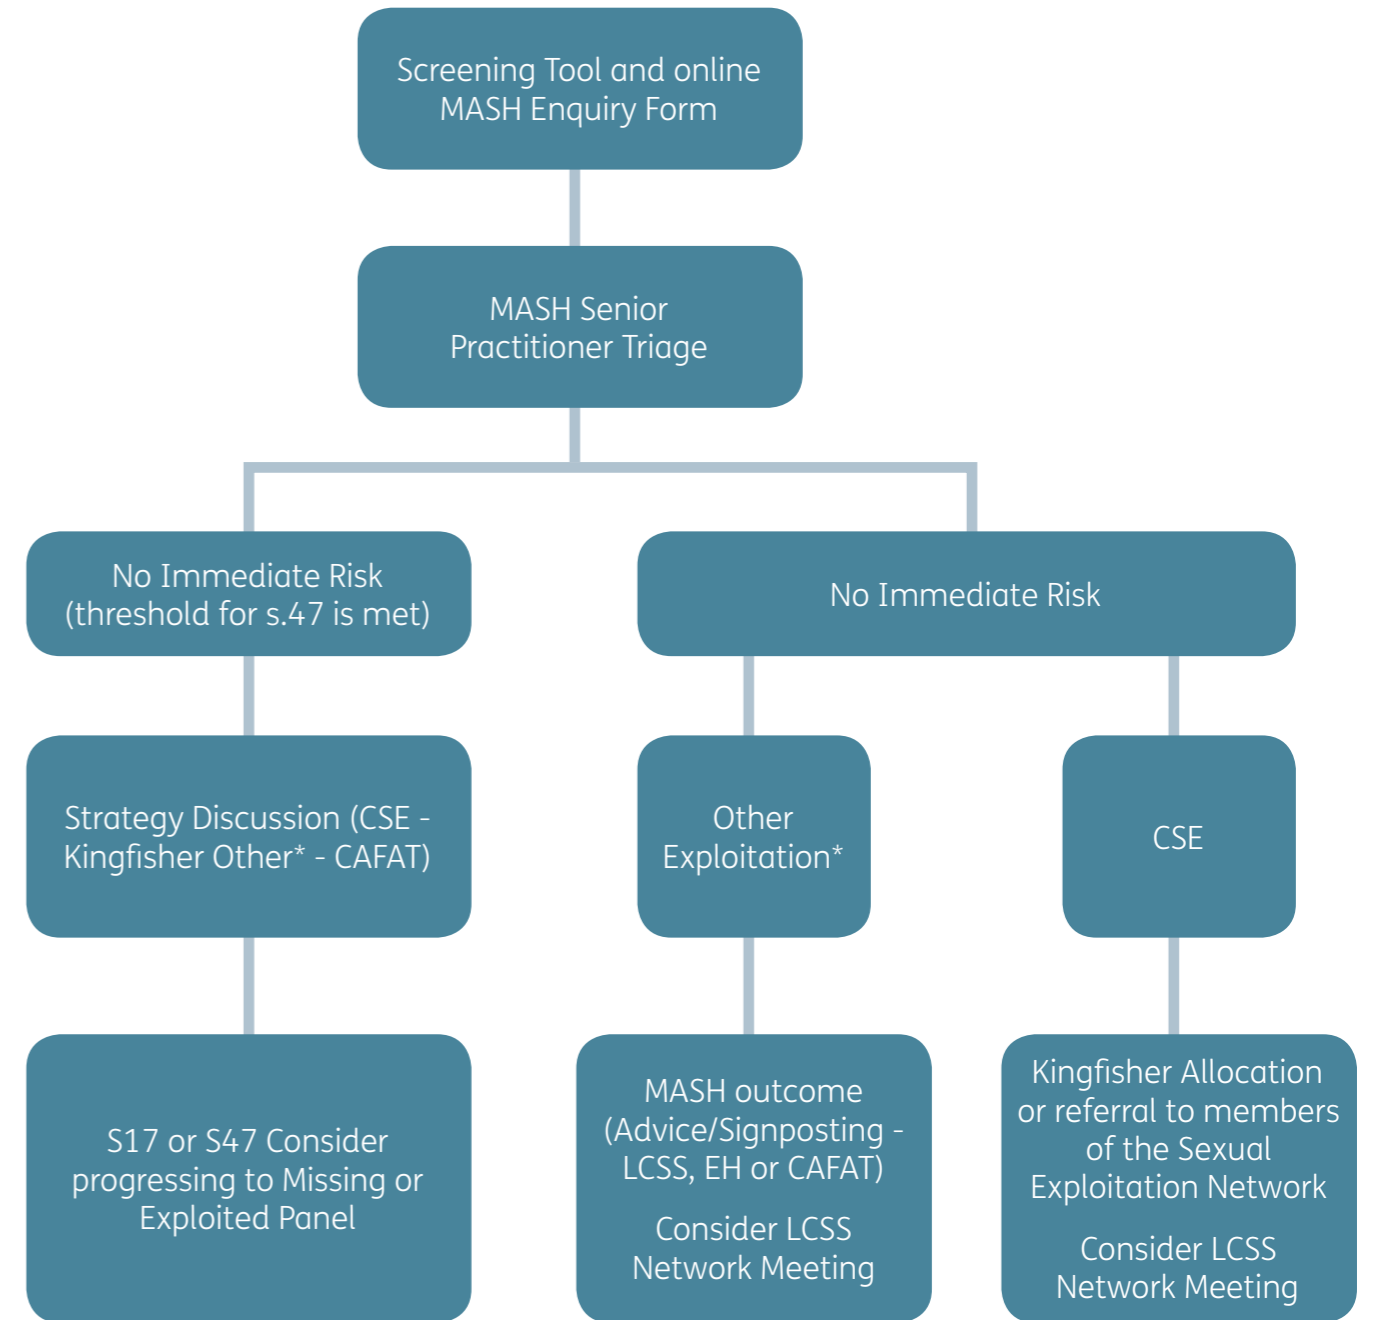 Screening Tool and online
MASH Enquiry Form
MASH Senior
Practitioner Triage
No Immediate Risk
(threshold for s.47 is met)
No Immediate Risk
Strategy Discussion (CSE -
Kingfisher Other* - CAFAT)
Other
Exploitation*
CSE
S17 or S47 Consider
progressing to Missing or
Exploited Panel
MASH outcome
(Advice/Signposting -
LCSS, EH or CAFAT)
Consider LCSS
Network Meeting
Kingfisher Allocation
or referral to members
of the Sexual
Exploitation Network
Consider LCSS
Network Meeting